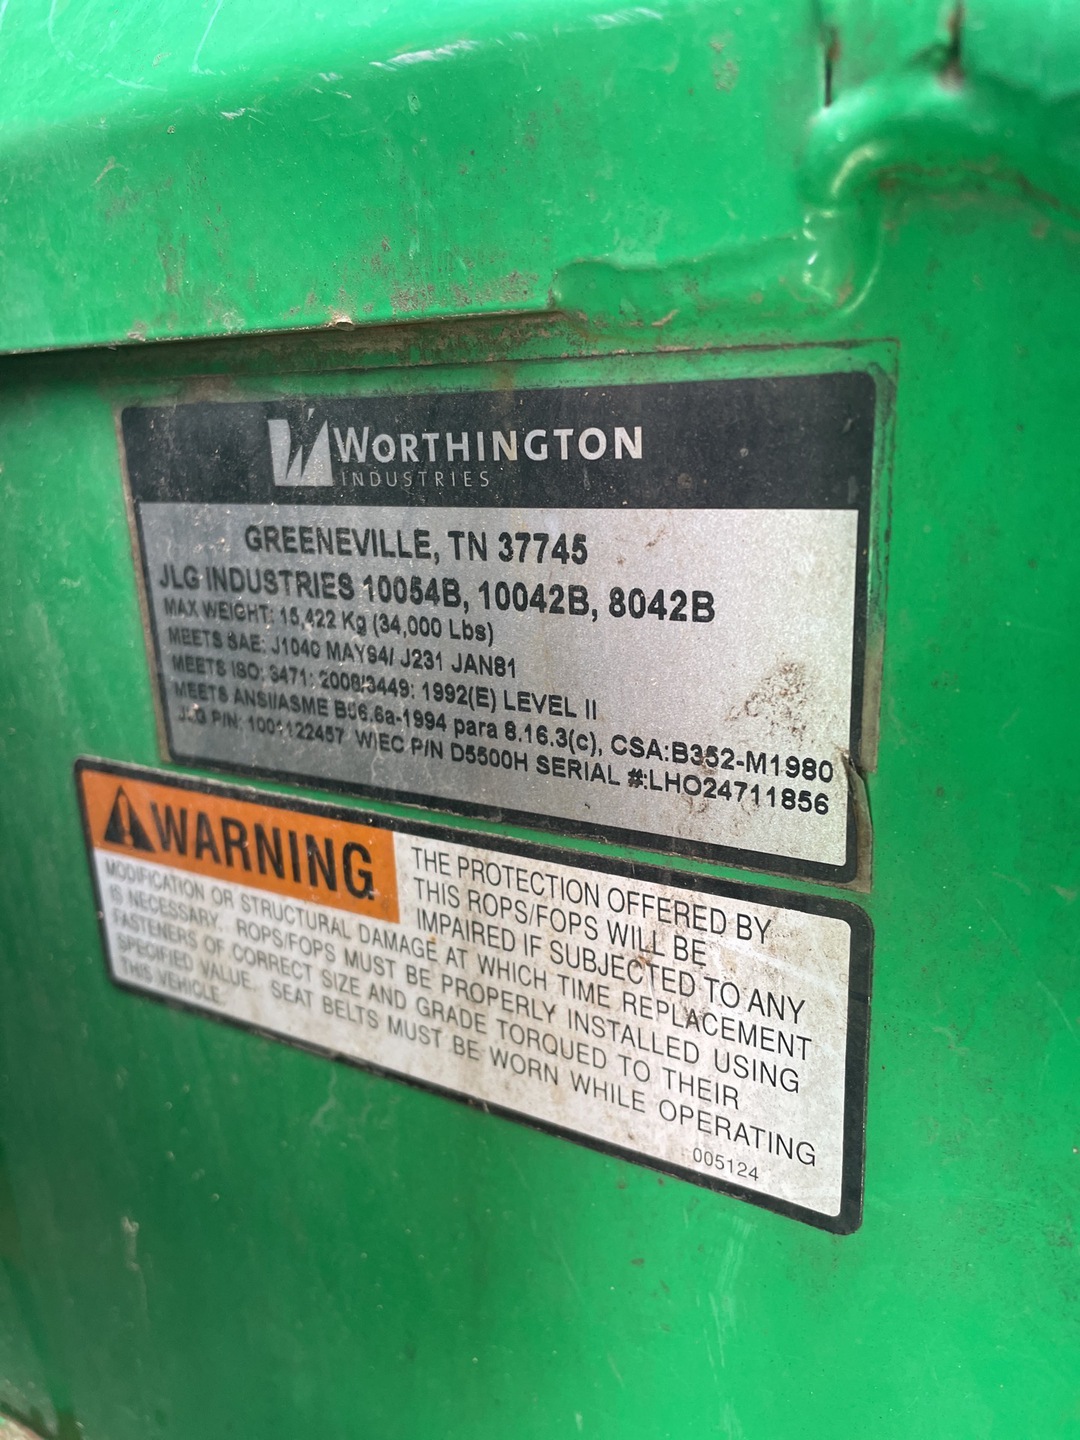 WORTHINGTON
INDUSTRIES
GREENEVILLE, TN 37745
JLG INDUSTRIES 10054B, 10042B, 8042B
MAX WEIGHT: 15,422 Kg (34,000 Lbs)
MEETS SAE: J1040 MAY94/ J231 JAN81
MEETS ISO: 3471: 2008/3449: 1992(E) LEVEL II
MEETS ANSI/ASME B56.6a-1994 para 8.16.3(c), CSA:B352-M1980
JLG P/N: 1001122457 WIEC P/N D5500H SERIAL #:LHO24711856
WARNING
THE PROTECTION OFFERED BY
THIS ROPS/FOPS WILL BE
IMPAIRED IF SUBJECTED TO ANY
MODIFICATION OR STRUCTURAL DAMAGE AT WHICH TIME REPLACEMENT
IS NECESSARY. ROPS/FOPS MUST BE PROPERLY INSTALLED USING
FASTENERS OF CORRECT SIZE AND GRADE TORQUED TO THEIR
SPECIFIED VALUE. SEAT BELTS MUST BE WORN WHILE OPERATING
THIS VEHICLE.
005124